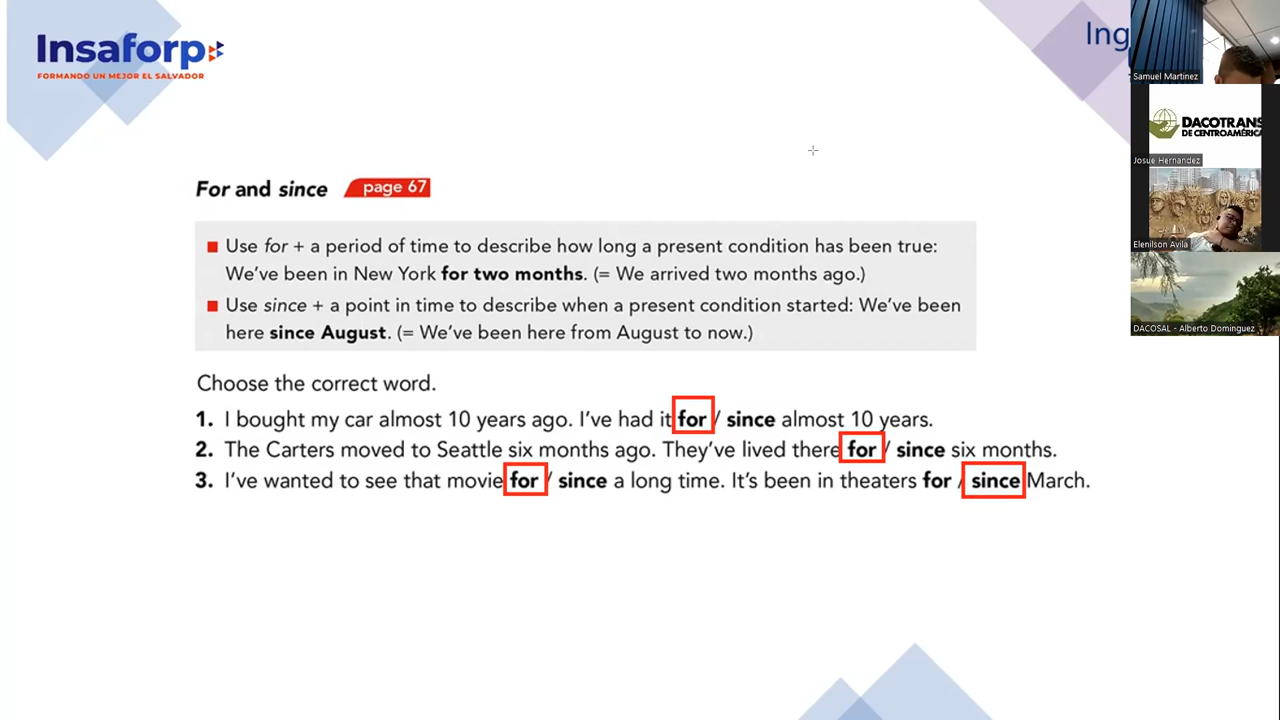 Insaforp
FORMANDO UN MEJOR EL SALVADOR
Ing
Samuel Martinez
DACOTRANS
DE CENTROAMÉRICA
Josue Hernandez
Elenilson Avila
DACOSAL - Alberto Dominguez
For and since page 67
■ Use for + a period of time to describe how long a present condition has been true:
We've been in New York for two months. (= We arrived two months ago.)
■ Use since + a point in time to describe when a present condition started: We've been
here since August. (= We've been here from August to now.)
Choose the correct word.
1. I bought my car almost 10 years ago. I've had it for / since almost 10 years.
2. The Carters moved to Seattle six months ago. They've lived there for / since six months.
3. I've wanted to see that movie for / since a long time. It's been in theaters for / since March.